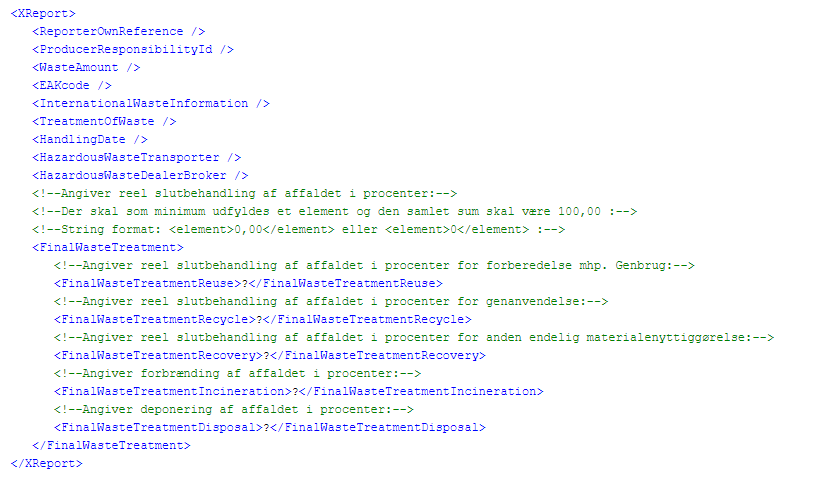 <XReport>
<ReporterOwnReference />
<ProducerResponsibilityId />
<WasteAmount />
<EAKcode />
<InternationalWasteInformation />
<TreatmentOfWaste />
<HandlingDate />
<HazardousWasteTransporter />
<HazardousWasteDealerBroker />
<!--Angiver reel slutbehandling af affaldet i procenter:-->
<!--Der skal som minimum udfyldes et element og den samlet sum skal være 100,00 :-->
<!--String format: <element>0,00</element> eller <element>0</element> :-->
<FinalWasteTreatment>
<!--Angiver reel slutbehandling af affaldet i procenter for forberedelse mhp. Genbrug:-->
<FinalWasteTreatmentReuse>?</FinalWasteTreatmentReuse>
<!--Angiver reel slutbehandling af affaldet i procenter for genanvendelse:-->
<FinalWasteTreatmentRecycle>?</FinalWasteTreatmentRecycle>
<!--Angiver reel slutbehandling af affaldet i procenter for anden endelig materialenyttiggørelse:-->
<FinalWasteTreatmentRecovery>?</FinalWasteTreatmentRecovery>
<!--Angiver forbrænding af affaldet i procenter:-->
<FinalWasteTreatmentIncineration>?</FinalWasteTreatmentIncineration>
<!--Angiver deponering af affaldet i procenter:-->
<FinalWasteTreatmentDisposal>?</FinalWasteTreatmentDisposal>
</FinalWasteTreatment>
</XReport>